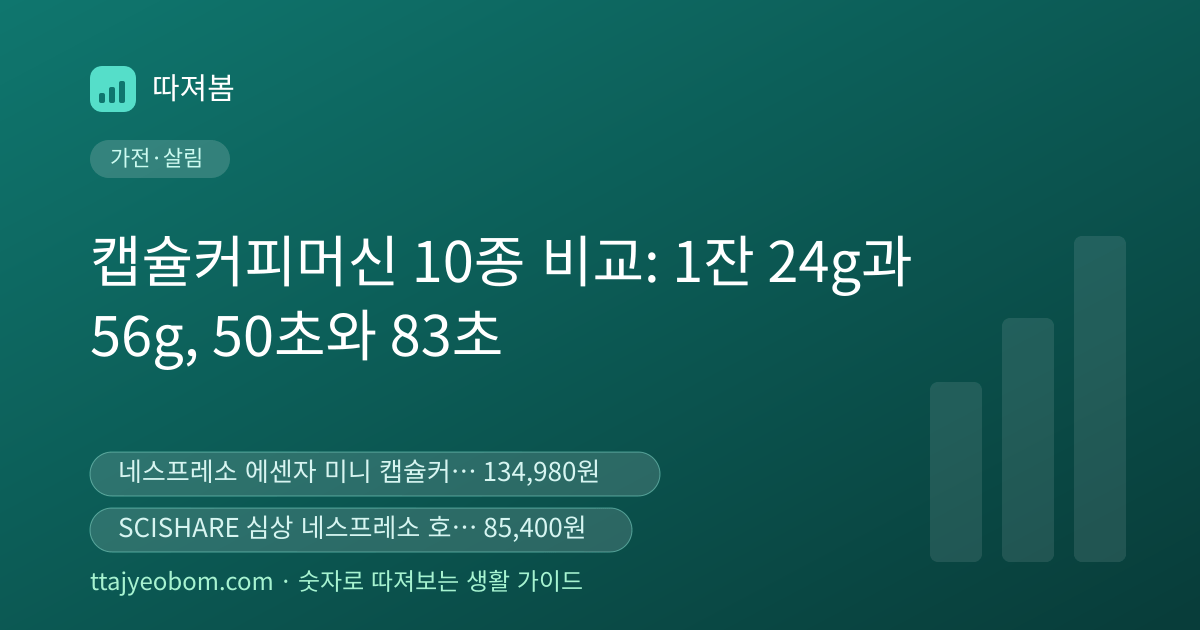 따져봄
가전·살림
캡슐커피머신 10종 비교: 1잔 24g과
56g, 50초와 83초
네스프레소 에센자 미니 캡슐커… 134,980원
SCISHARE 심상 네스프레소 호… 85,400원
ttajyeobom.com · 숫자로 따져보는 생활 가이드